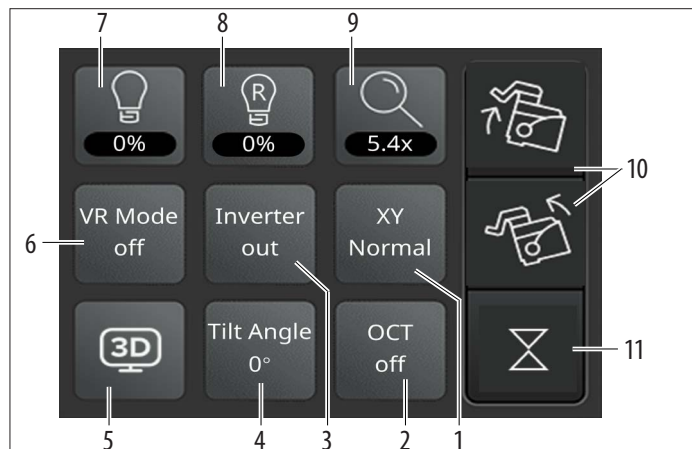 7 8 9
R
0% 0% 5.4x
10
VR Mode Inverter XY
off out Normal
6
3D Tilt Angle OCT
0° off
11
5 4 3 2 1